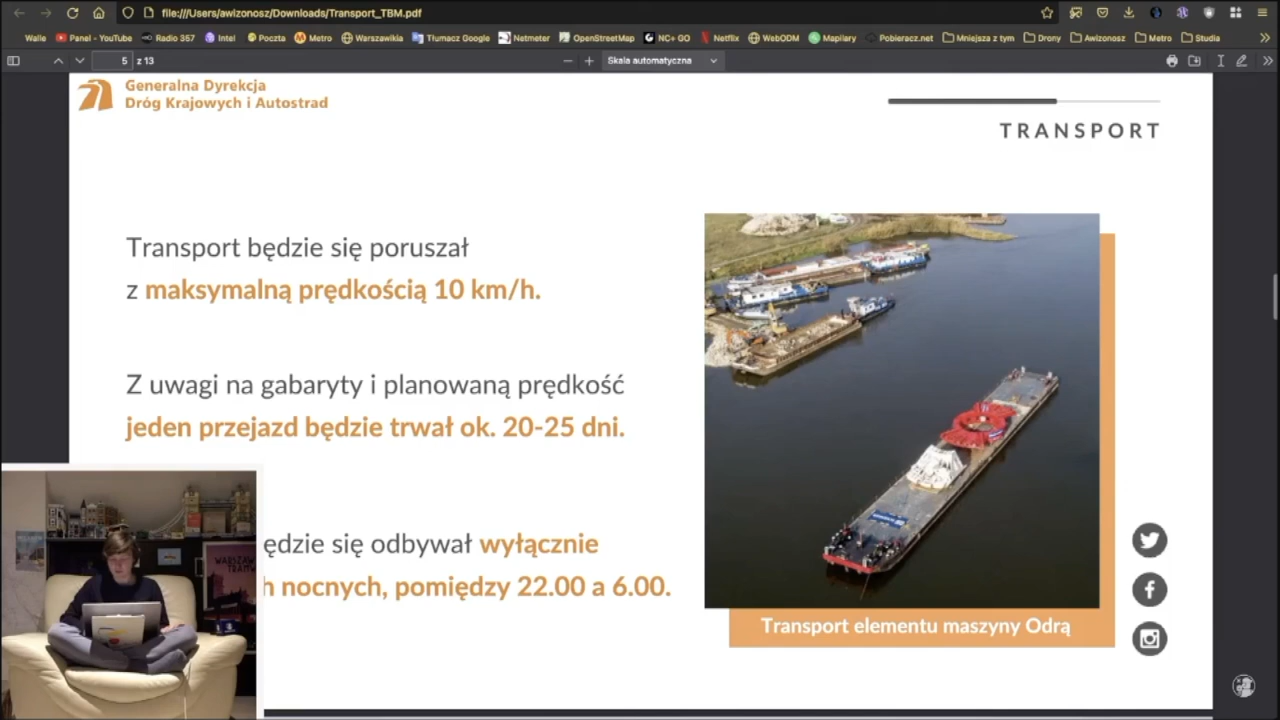 file:///Users/awizonosz/Downloads/Transport_TBM.pdf
Walle
Panel - YouTube
Radio 357
Intel
Poczta
Metro
Warszawikia
Tłumacz Google
Netmeter
OpenStreetMap
NC+ GO
Netflix
WebODM
Mapilary
Pobieracz.net
Mniejsza z tym
Drony
Awizonosz
Metro
Studia
5 z 13
Skala automatyczna
Generalna Dyrekcja
Dróg Krajowych i Autostrad
TRANSPORT
Transport będzie się poruszał
z maksymalną prędkością 10 km/h.
Z uwagi na gabaryty i planowaną prędkość
jeden przejazd będzie trwał ok. 20-25 dni.
ędzie się odbywał wyłącznie
h nocnych, pomiędzy 22.00 a 6.00.
Transport elementu maszyny Odrą